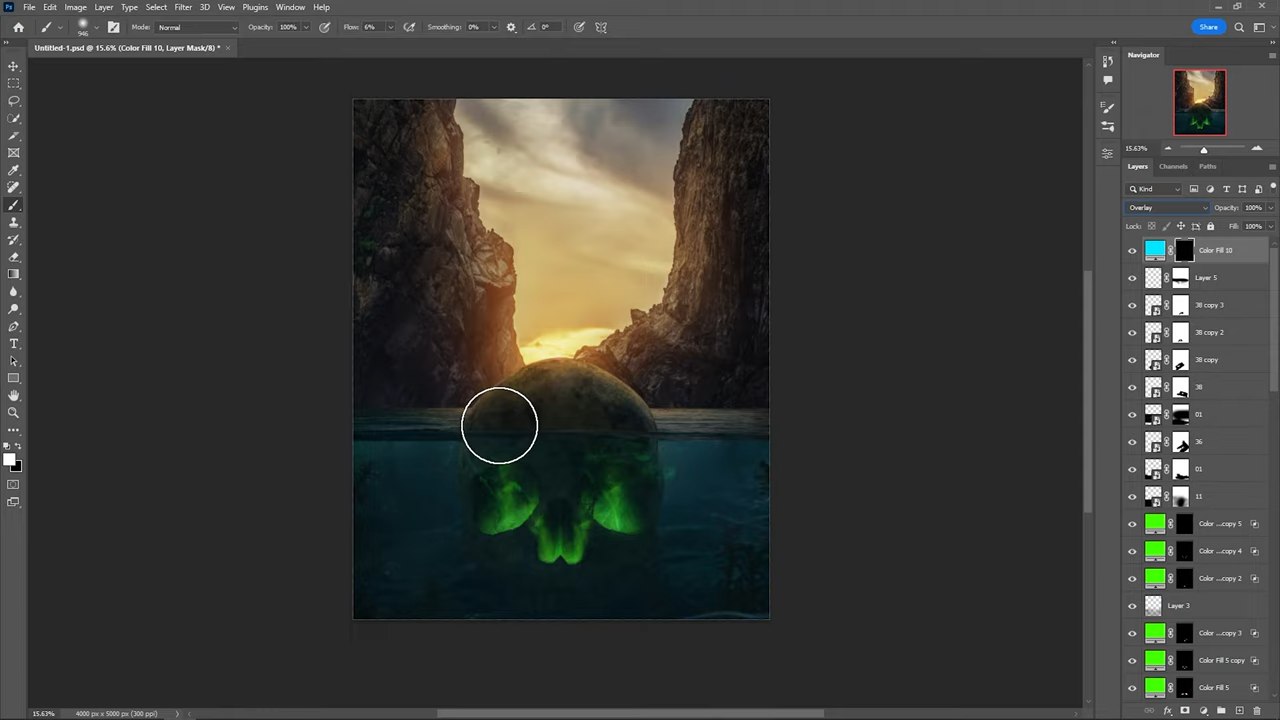 Ps File Edit Image Layer Type Select Filter 3D View Plugins Window Help
946 Mode: Normal Opacity: 100% Flow: 6% Smoothing: 0% 0° Share
Untitled-1.psd @ 15.6% (Color Fill 10, Layer Mask/8) * ×
Navigator
15.63%
Layers Channels Paths
Kind
Overlay Opacity: 100%
Lock: Fill: 100%
Color Fill 10
Layer 5
38 copy 3
38 copy 2
38 copy
38
01
36
01
11
Color ...copy 5
Color ...copy 4
Color ...copy 2
Layer 3
Color ...copy 3
Color Fill 5 copy
Color Fill 5
15.63% 4000 px x 5000 px (300 ppi)